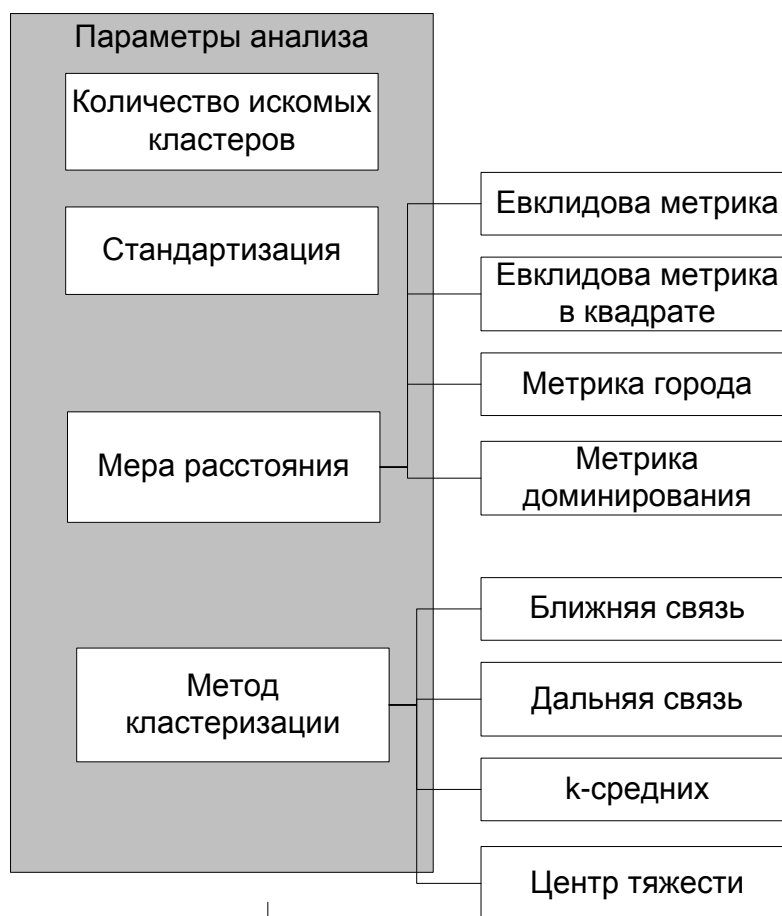 Параметры анализа
Количество искомых
кластеров
Стандартизация
Мера расстояния
Метод
кластеризации
Евклидова метрика
Евклидова метрика
в квадрате
Метрика города
Метрика
доминирования
Ближняя связь
Дальняя связь
k-средних
Центр тяжести